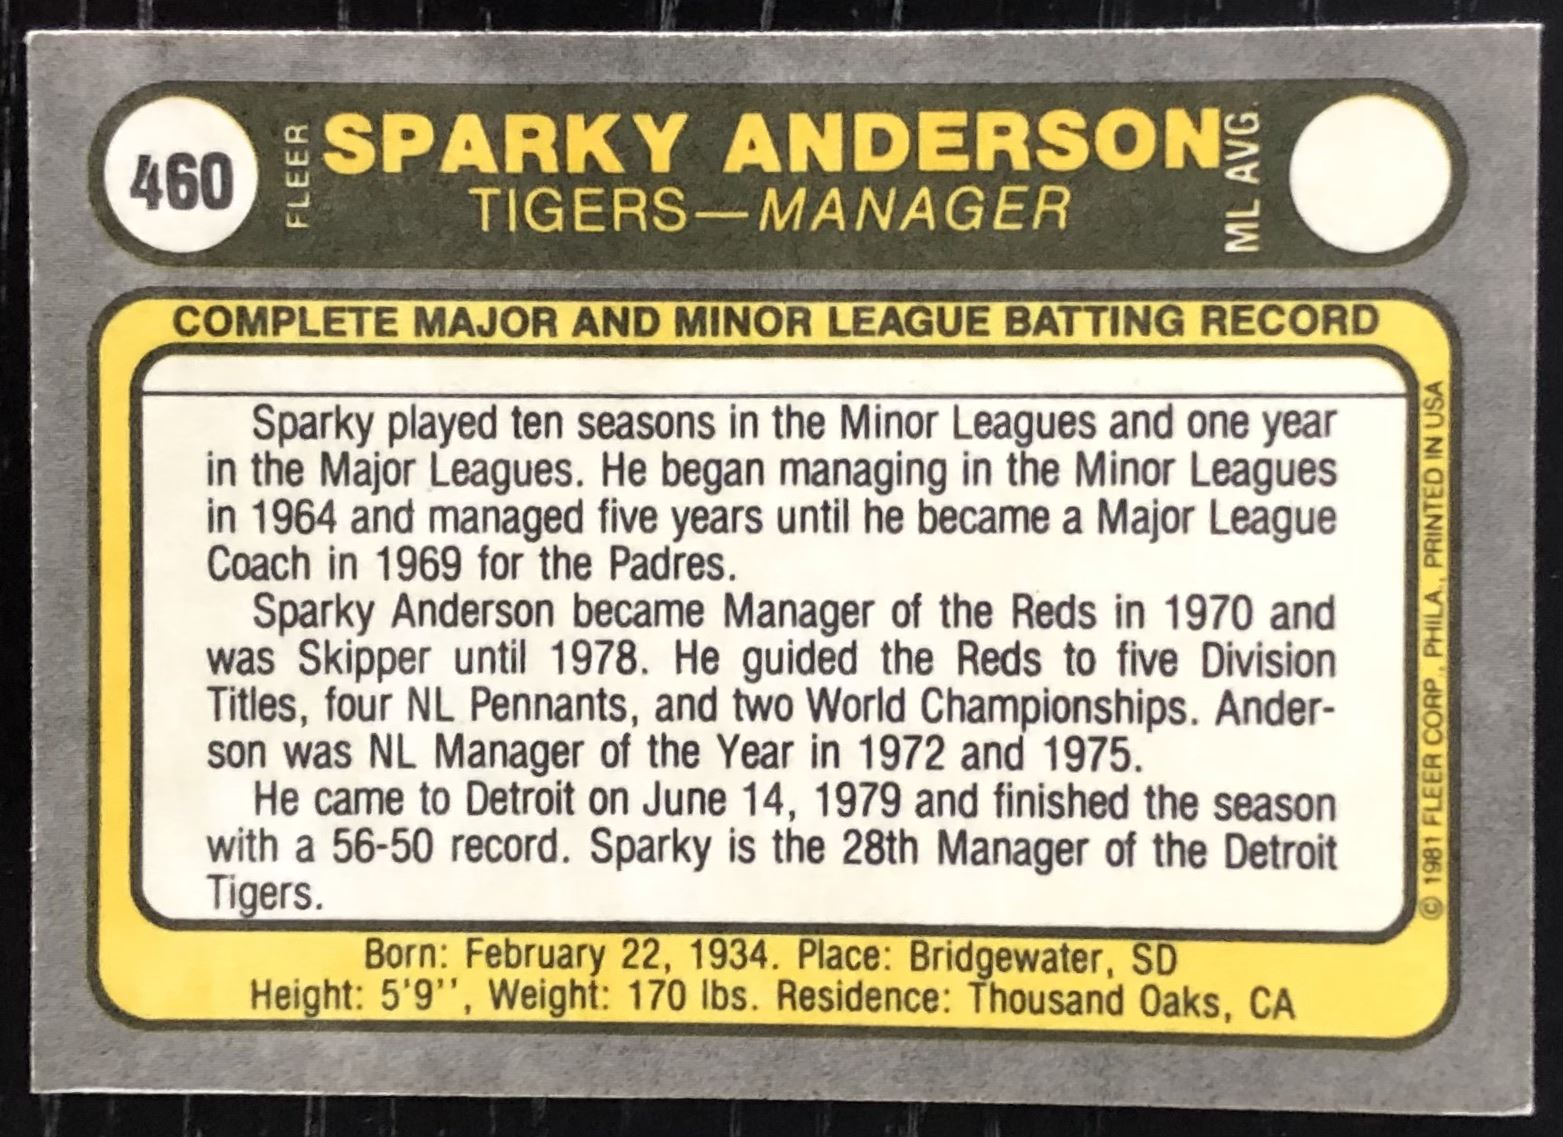 460
FLEER
SPARKY ANDERSON
TIGERS—MANAGER
ML AVG.
COMPLETE MAJOR AND MINOR LEAGUE BATTING RECORD
Sparky played ten seasons in the Minor Leagues and one year
in the Major Leagues. He began managing in the Minor Leagues
in 1964 and managed five years until he became a Major League
Coach in 1969 for the Padres.
Sparky Anderson became Manager of the Reds in 1970 and
was Skipper until 1978. He guided the Reds to five Division
Titles, four NL Pennants, and two World Championships. Ander-
son was NL Manager of the Year in 1972 and 1975.
He came to Detroit on June 14, 1979 and finished the season
with a 56-50 record. Sparky is the 28th Manager of the Detroit
Tigers.
Born: February 22, 1934. Place: Bridgewater, SD
Height: 5'9'', Weight: 170 lbs. Residence: Thousand Oaks, CA
© 1981 FLEER CORP., PHILA., PRINTED IN USA